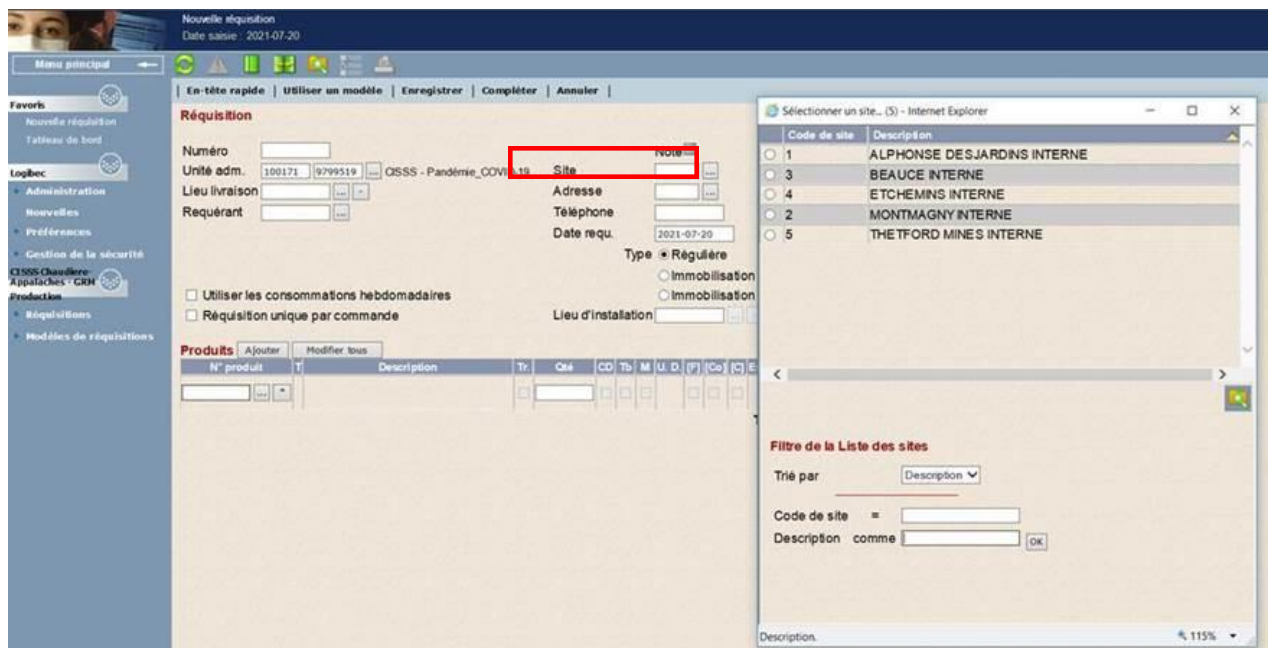 Nouvelle réquisition
Date saisie : 2021-07-20
Menu principal
Favoris
Nouvelle réquisition
Tableau de bord
Logibec
Administration
Nouvelles
Préférences
Gestion de la sécurité
CISSS Chaudiere-
Appalaches - GRM
Production
Réquisitions
Modèles de réquisitions
| En-tête rapide | Utiliser un modèle | Enregistrer | Compléter | Annuler |
Réquisition
Numéro
Note
Unité adm. 100171 9799519 ... CISSS - Pandémie_COVI 19 Site ...
Lieu livraison ... - Adresse ...
Requérant ... Téléphone
Date requ. 2021-07-20
Type Régulière
Immobilisation
Utiliser les consommations hebdomadaires Immobilisation
Réquisition unique par commande Lieu d'installation ...
Produits Ajouter Modifier tous
N° produit T Description Tr. Qté CD Tb M U. D. [F] [Co] [C] E
... *
Sélectionner un site... (5) - Internet Explorer
Code de site Description
1 ALPHONSE DESJARDINS INTERNE
3 BEAUCE INTERNE
4 ETCHEMINS INTERNE
2 MONTMAGNY INTERNE
5 THETFORD MINES INTERNE
Filtre de la Liste des sites
Trié par Description
Code de site =
Description comme OK
Description.
115%